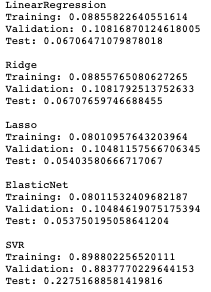 LinearRegression
Training: 0.08855822640551614
Validation: 0.10816870124618005
Test: 0.06706471079878018
Ridge
Training: 0.08855765080627265
Validation: 0.1081792513752633
Test: 0.06707659746688455
Lasso
Training: 0.08010957643203964
Validation: 0.10481157566706345
Test: 0.05403580666717067
ElasticNet
Training: 0.08011532409682187
Validation: 0.10484619075175394
Test: 0.053750195058641204
SVR
Training: 0.898802256520111
Validation: 0.8837770229644153
Test: 0.22751688581419816